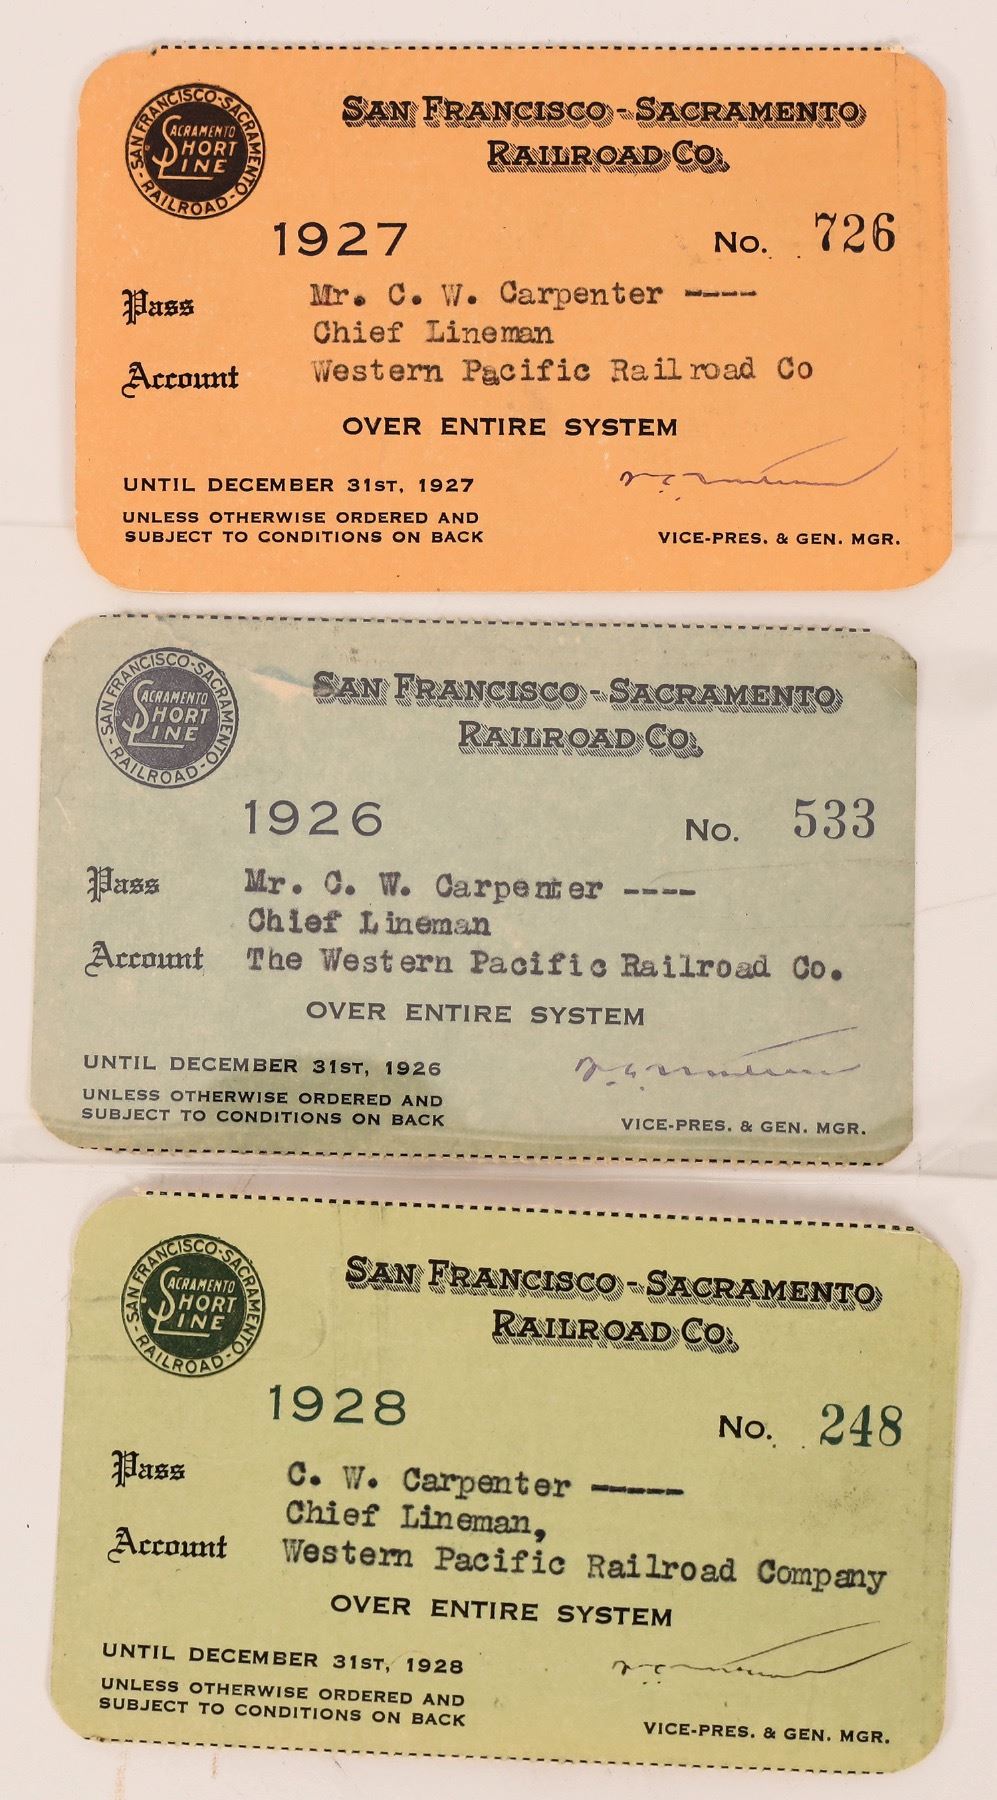 SAN FRANCISCO-SACRAMENTO
RAILROAD
SACRAMENTO
SHORT
LINE
SAN FRANCISCO-SACRAMENTO
RAILROAD CO.
1927
No. 726
Pass
Mr. C. W. Carpenter ----
Chief Lineman
Account
Western Pacific Railroad Co
OVER ENTIRE SYSTEM
UNTIL DECEMBER 31ST, 1927
UNLESS OTHERWISE ORDERED AND
SUBJECT TO CONDITIONS ON BACK
VICE-PRES. & GEN. MGR.
SAN FRANCISCO-SACRAMENTO
RAILROAD
SACRAMENTO
SHORT
LINE
SAN FRANCISCO-SACRAMENTO
RAILROAD CO.
1926
No. 533
Pass
Mr. C. W. Carpenter ----
Chief Lineman
Account
The Western Pacific Railroad Co.
OVER ENTIRE SYSTEM
UNTIL DECEMBER 31ST, 1926
UNLESS OTHERWISE ORDERED AND
SUBJECT TO CONDITIONS ON BACK
VICE-PRES. & GEN. MGR.
SAN FRANCISCO-SACRAMENTO
RAILROAD
SACRAMENTO
SHORT
LINE
SAN FRANCISCO-SACRAMENTO
RAILROAD CO.
1928
No. 248
Pass
C. W. Carpenter -----
Chief Lineman,
Account
Western Pacific Railroad Company
OVER ENTIRE SYSTEM
UNTIL DECEMBER 31ST, 1928
UNLESS OTHERWISE ORDERED AND
SUBJECT TO CONDITIONS ON BACK
VICE-PRES. & GEN. MGR.